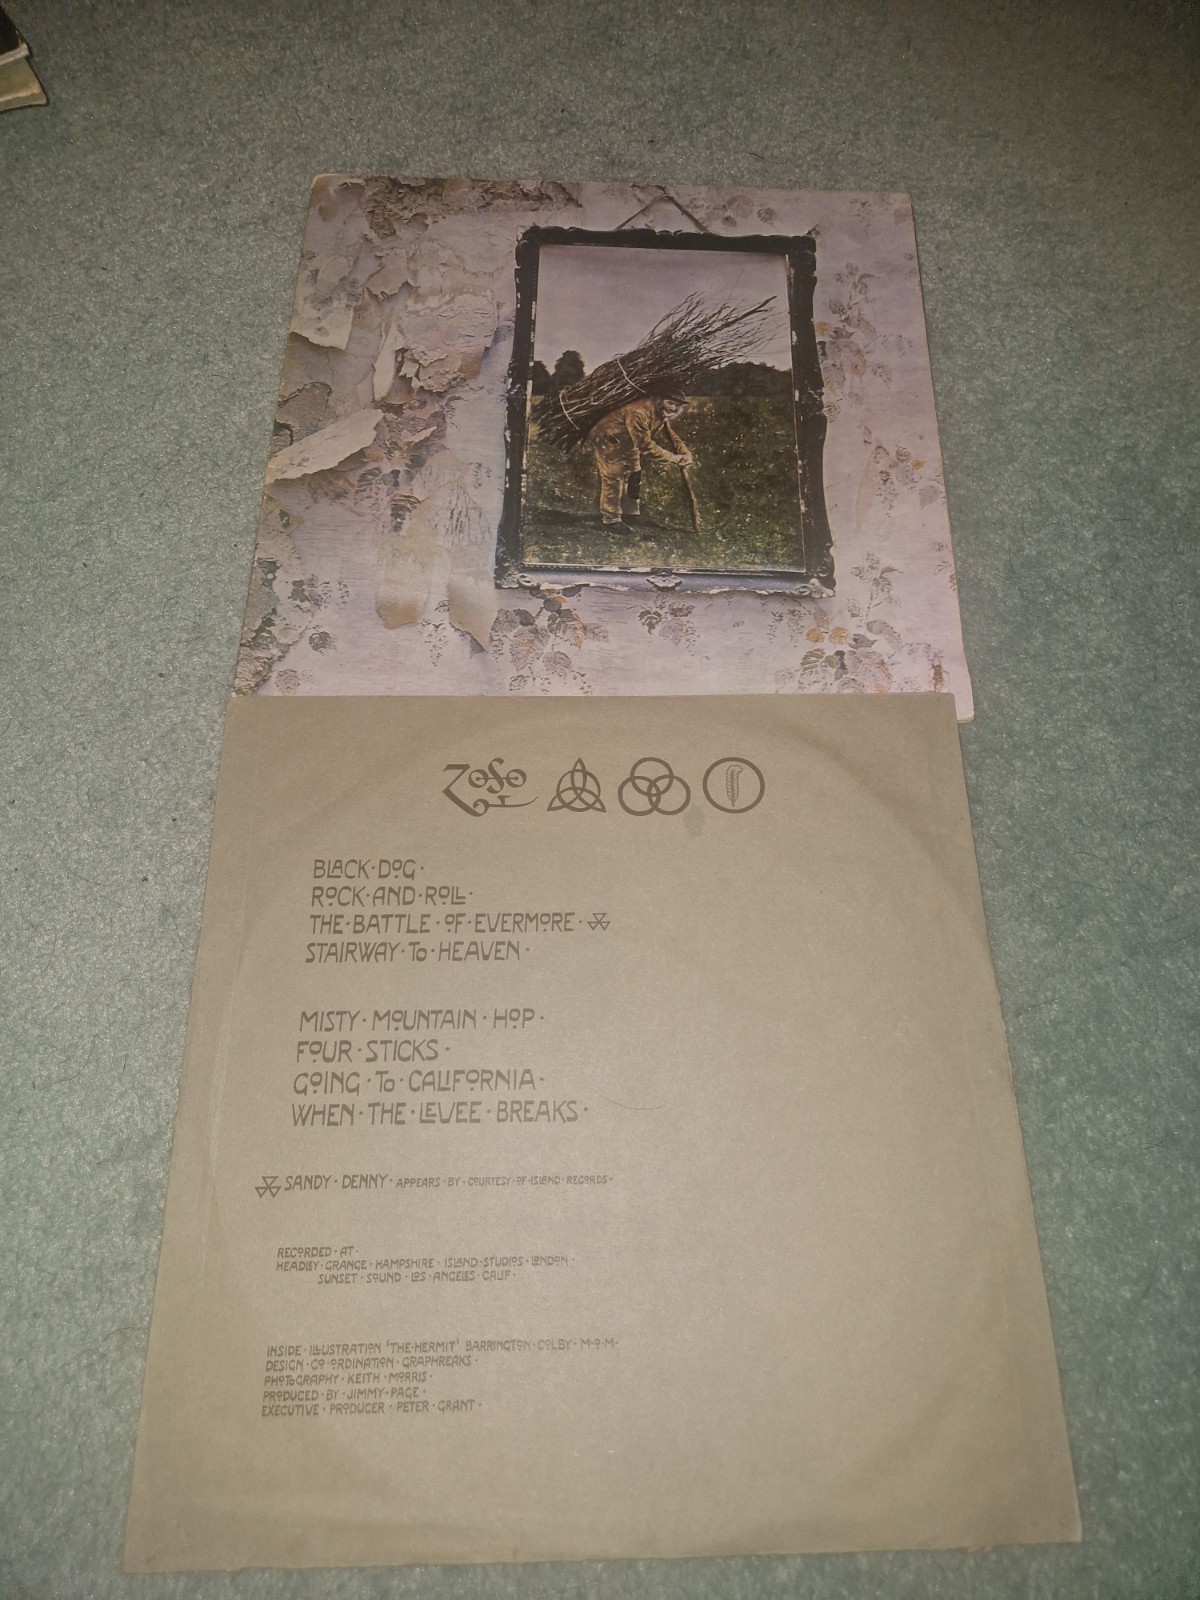 ZOSO
BLACK·DOG·
ROCK·AND·ROLL·
THE·BATTLE·OF·EVERMORE·
STAIRWAY·TO·HEAVEN·
MISTY·MOUNTAIN·HOP·
FOUR·STICKS·
GOING·TO·CALIFORNIA·
WHEN·THE·LEVEE·BREAKS·
SANDY·DENNY·APPEARS·BY·COURTESY·OF·ISLAND·RECORDS·
RECORDED·AT·
HEADLEY·GRANGE·HAMPSHIRE·ISLAND·STUDIOS·LONDON·
SUNSET·SOUND·LOS·ANGELES·CALIF·
INSIDE·ILLUSTRATION 'THE·HERMIT' BARRINGTON·COLBY·M·O·M·
DESIGN·CO·ORDINATION·GRAPHREAKS·
PHOTOGRAPHY·KEITH·MORRIS·
PRODUCED·BY·JIMMY·PAGE·
EXECUTIVE·PRODUCER·PETER·GRANT·